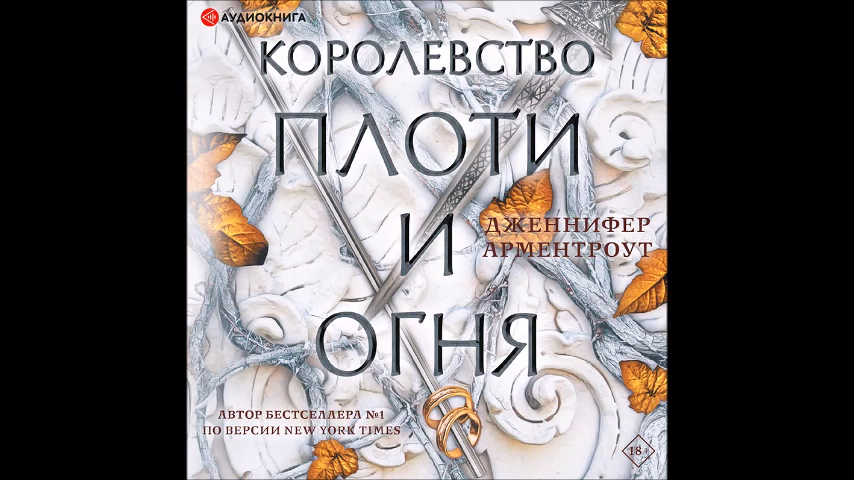 АУДИОКНИГА
КОРОЛЕВСТВО
ПЛОТИ
И
ОГНЯ
ДЖЕННИФЕР
АРМЕНТРОУТ
АВТОР БЕСТСЕЛЛЕРА №1
ПО ВЕРСИИ NEW YORK TIMES
18+